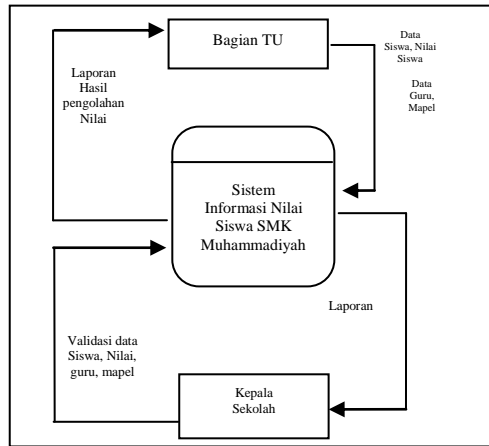 Bagian TU
Data
Siswa, Nilai
Siswa
Data
Guru,
Mapel
Laporan
Hasil
pengolahan
Nilai
Sistem
Informasi Nilai
Siswa SMK
Muhammadiyah
Laporan
Validasi data
Siswa, Nilai,
guru, mapel
Kepala
Sekolah